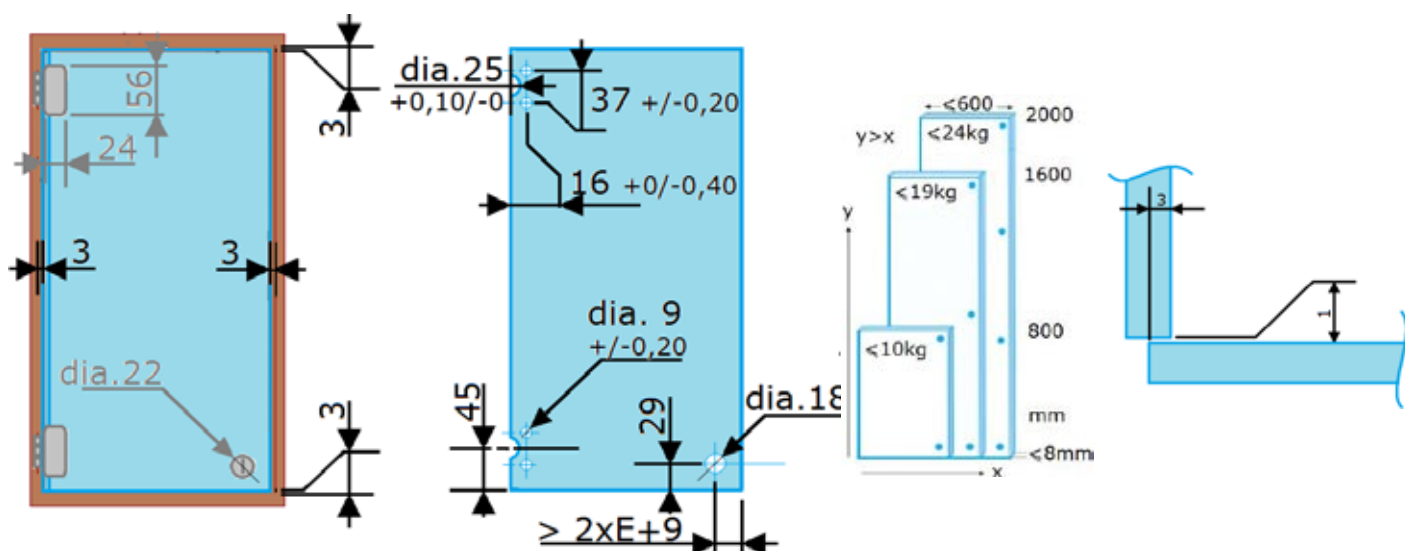 56
24
3
3
3
dia.22
3
dia.25
+0,10/-0
37 +/-0,20
16 +0/-0,40
dia. 9
+/-0,20
45
29
dia.18
> 2xE+9
<600
y>x
<24kg
2000
<19kg
1600
y
<10kg
800
mm
<8mm
x
3
1